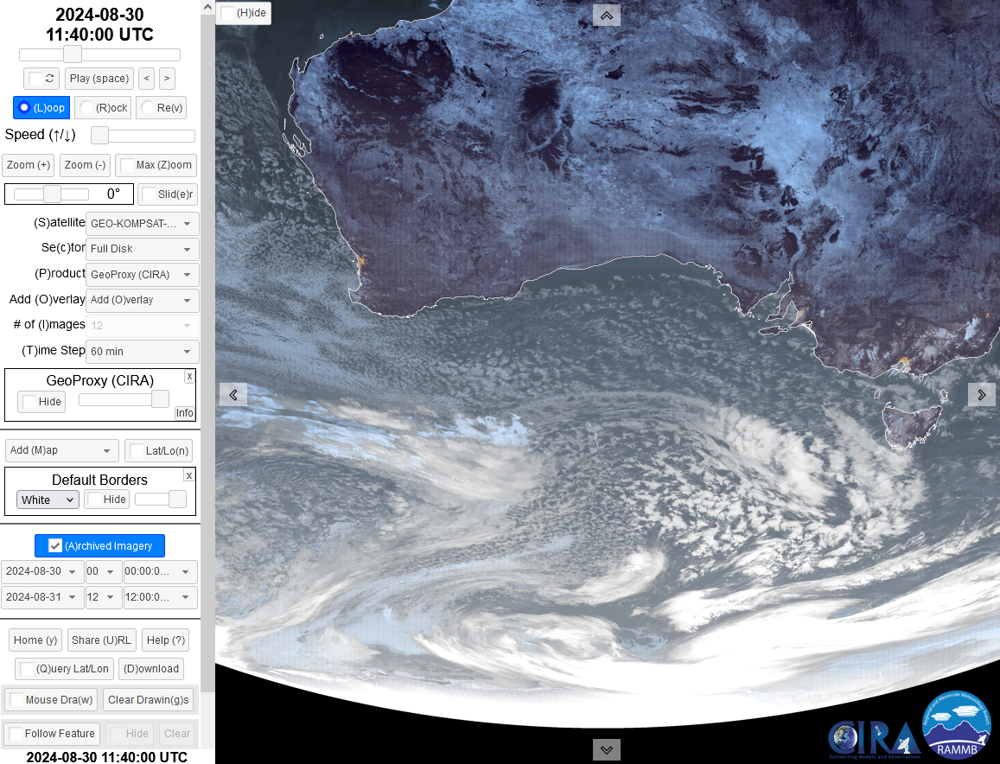 2024-08-30
11:40:00 UTC
Play (space)
<
>
(L)oop
(R)ock
Re(v)
Speed (↑/↓)
Zoom (+)
Zoom (-)
Max (Z)oom
0°
Slid(e)r
(S)atellite
GEO-KOMPSAT-...
Se(c)tor
Full Disk
(P)roduct
GeoProxy (CIRA)
Add (O)verlay
Add (O)verlay
# of (I)mages
12
(T)ime Step
60 min
GeoProxy (CIRA)
x
Hide
Info
Add (M)ap
Lat/Lo(n)
Default Borders
x
White
Hide
(A)rchived Imagery
2024-08-30
00
00:00:0...
2024-08-31
12
12:00:0...
Home (y)
Share (U)RL
Help (?)
(Q)uery Lat/Lon
(D)ownload
Mouse Dra(w)
Clear Drawin(g)s
Follow Feature
Hide
Clear
2024-08-30 11:40:00 UTC
(H)ide
CIRA
Connecting Models and Observations
Regional and Mesoscale Meteorology Branch
RAMMB